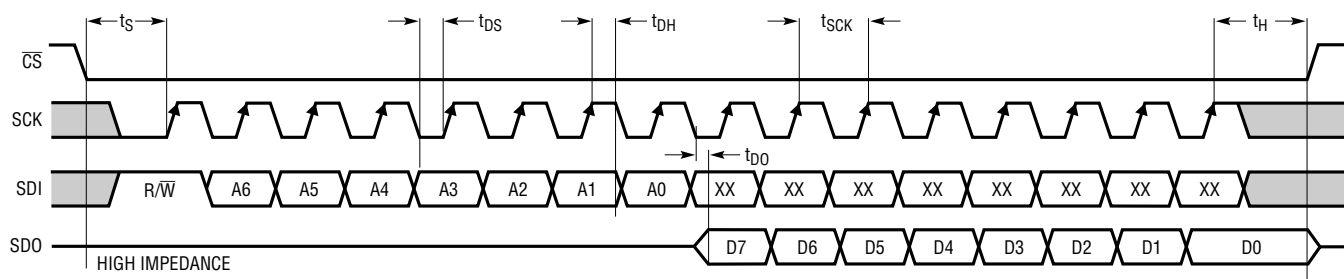 tS tDS tDH tSCK tH
C̅S̅
SCK
tDO
SDI R/W̅ A6 A5 A4 A3 A2 A1 A0 XX XX XX XX XX XX XX XX
SDO D7 D6 D5 D4 D3 D2 D1 D0
HIGH IMPEDANCE